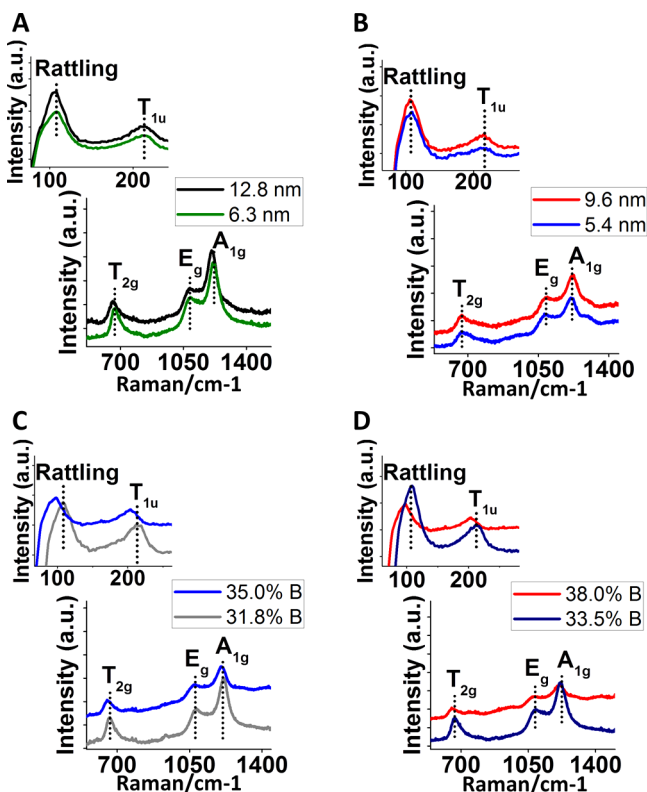 A
Intensity (a.u.)
Rattling
T1u
100 200
12.8 nm
6.3 nm
Intensity (a.u.)
T2g
Eg
A1g
700 1050 1400
Raman/cm-1
B
Intensity (a.u.)
Rattling
T1u
100 200
9.6 nm
5.4 nm
Intensity (a.u.)
T2g
Eg
A1g
700 1050 1400
Raman/cm-1
C
Intensity (a.u.)
Rattling
T1u
100 200
35.0% B
31.8% B
Intensity (a.u.)
T2g
Eg
A1g
700 1050 1400
Raman/cm-1
D
Intensity (a.u.)
Rattling
T1u
100 200
38.0% B
33.5% B
Intensity (a.u.)
T2g
Eg
A1g
700 1050 1400
Raman/cm-1